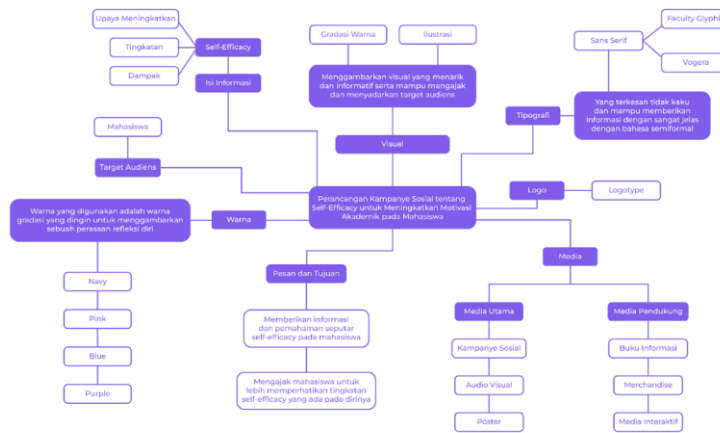 Upaya Meningkatkan
Tingkatan
Dampak
Self-Efficacy
Isi Informasi
Gradasi Warna
Ilustrasi
Menggambarkan visual yang menarik
dan informatif serta mampu mengajak
dan menyadarkan target audiens
Visual
Faculty Glyphic
Sans Serif
Vogera
Tipografi
Yang terkesan tidak kaku
dan mampu memberikan
informasi dengan sangat jelas
dengan bahasa semiformal
Mahasiswa
Target Audiens
Perancangan Kampanye Sosial tentang
Self-Efficacy untuk Meningkatkan Motivasi
Akademik pada Mahasiswa
Logo
Logotype
Warna yang digunakan adalah warna
gradasi yang dingin untuk menggambarkan
sebuah perasaan refleksi diri
Warna
Navy
Pink
Blue
Purple
Pesan dan Tujuan
Memberikan informasi
dan pemahaman seputar
self-efficacy pada mahasiswa
Mengajak mahasiswa untuk
lebih memperhatikan tingkatan
self-efficacy yang ada pada dirinya
Media
Media Utama
Kampanye Sosial
Audio Visual
Poster
Media Pendukung
Buku Informasi
Merchandise
Media Interaktif